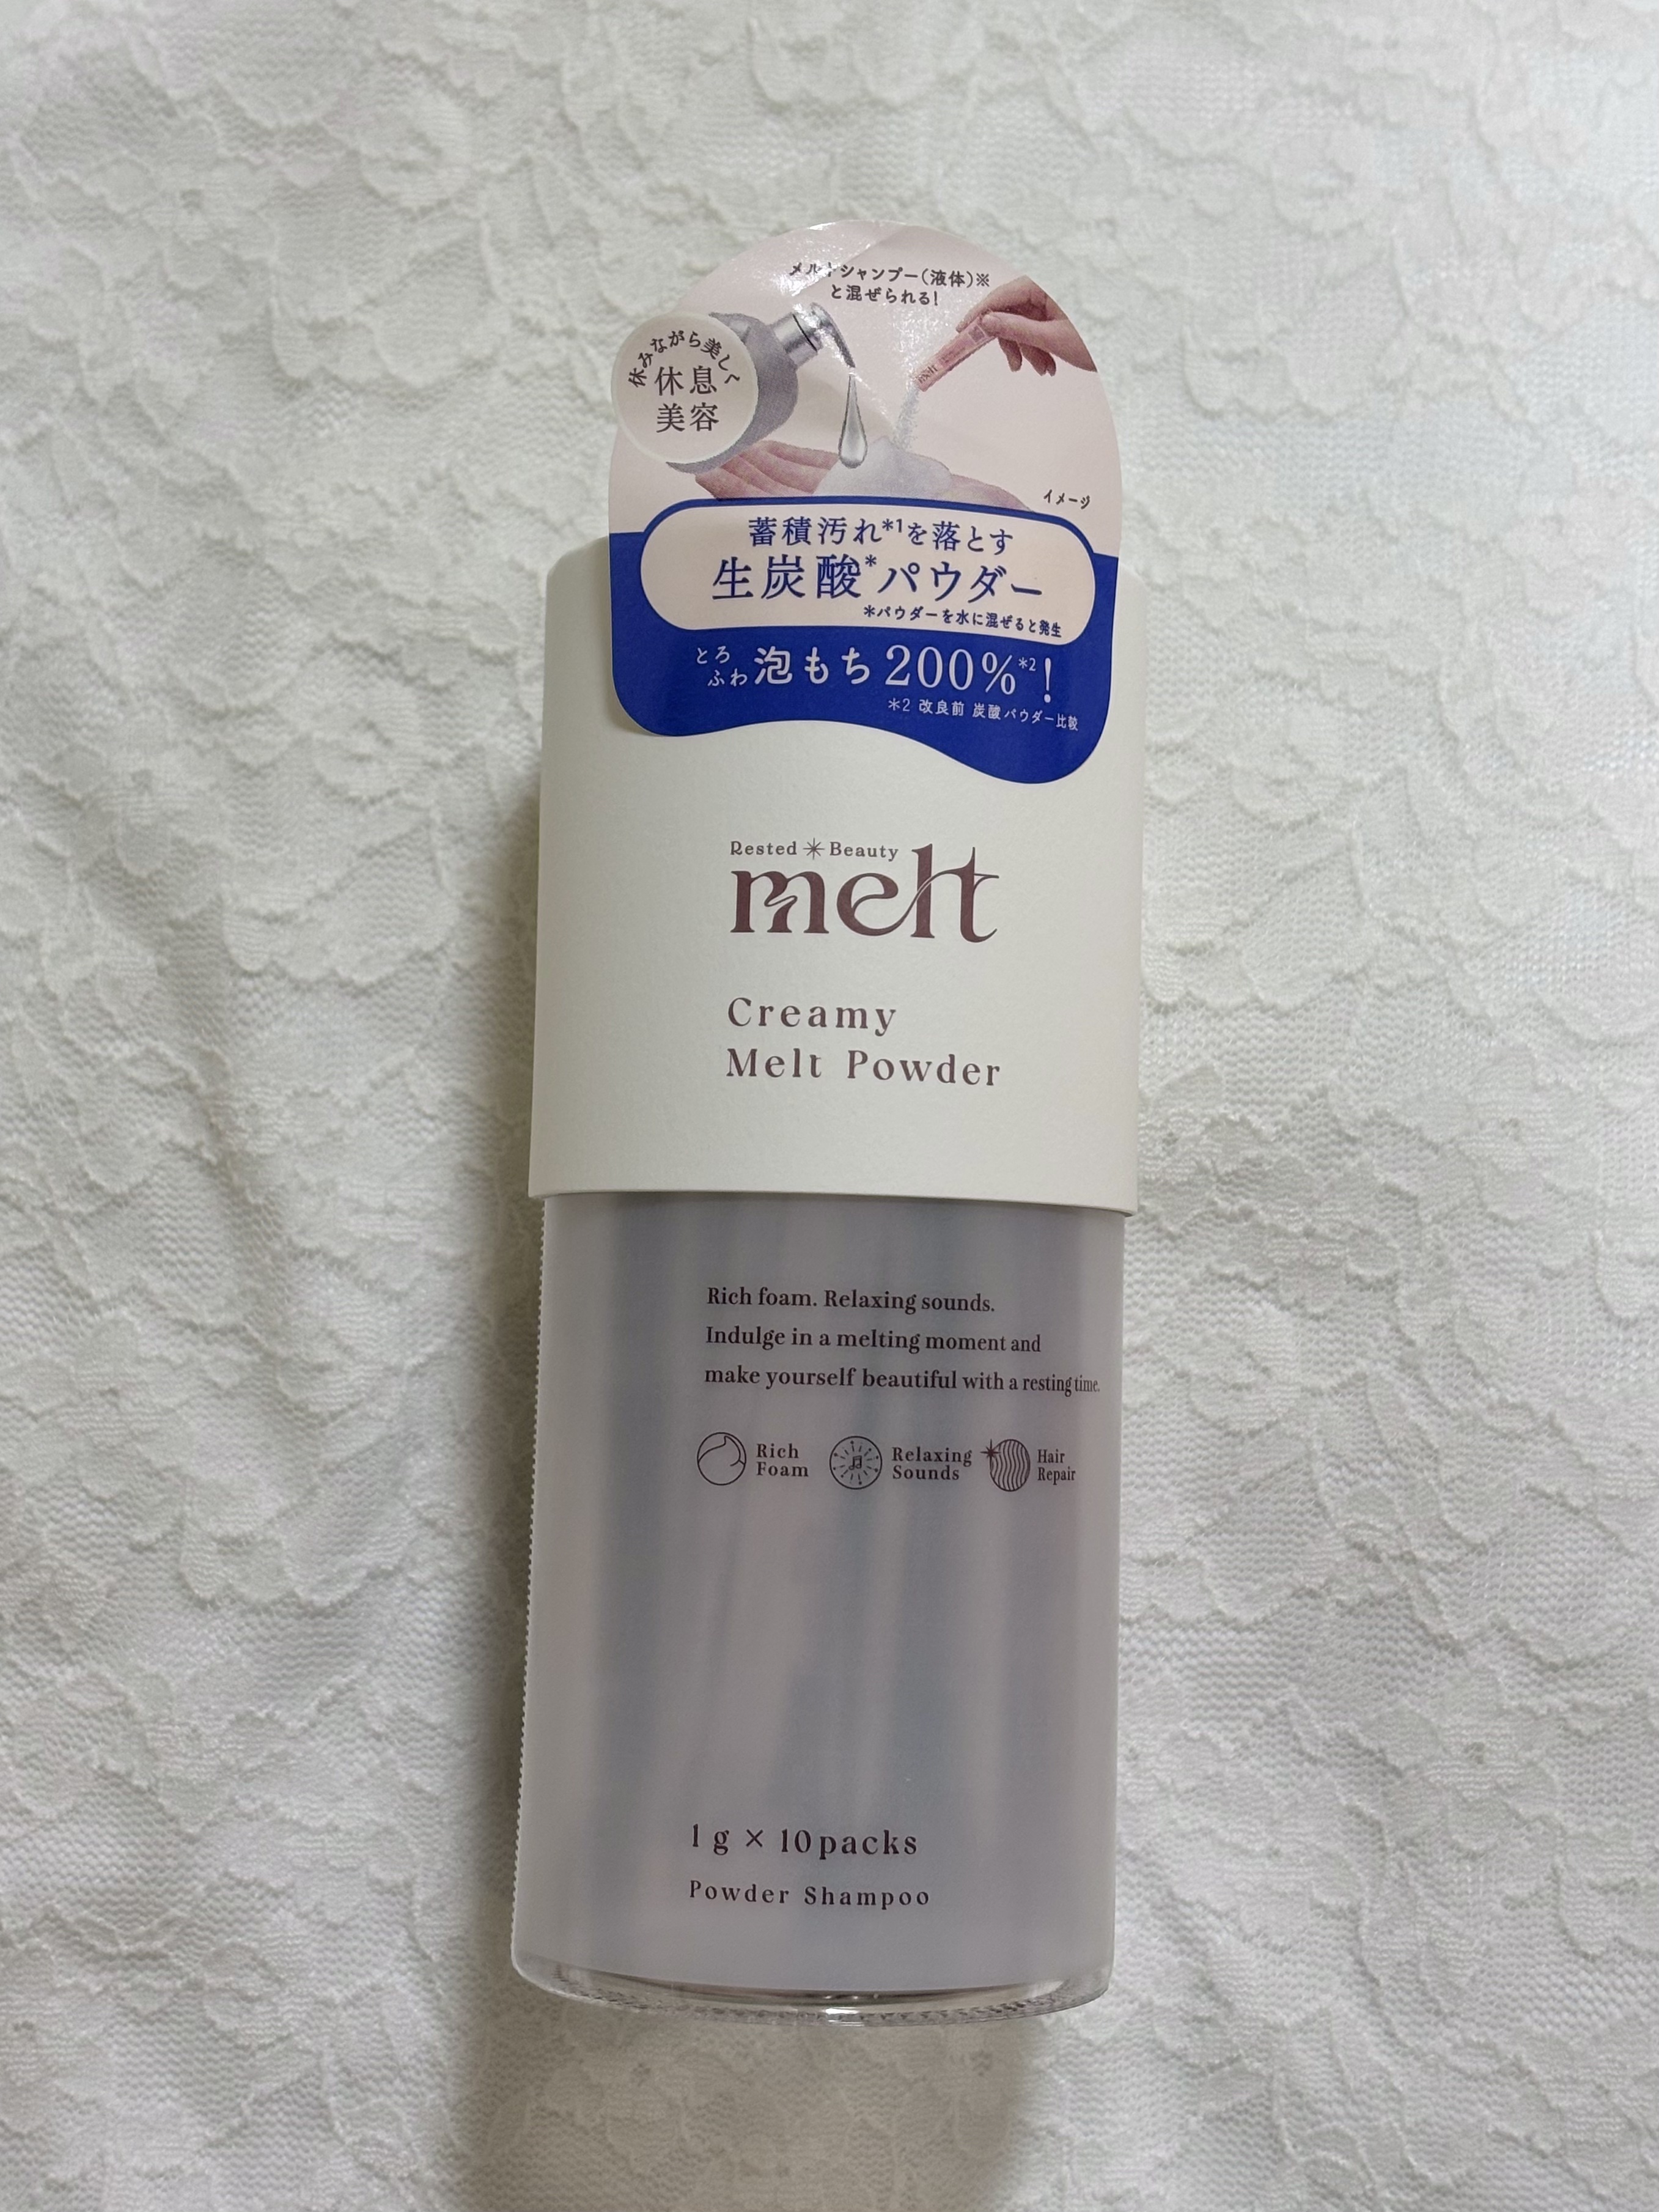 メルトシャンプー(液体)※
と混ぜられる!
休みながら美しく
休息
美容
melt
イメージ
蓄積汚れ*1を落とす
生炭酸*パウダー
*パウダーを水に混ぜると発生
とろ
ふわ 泡もち200%*2!
*2 改良前 炭酸パウダー比較
Rested Beauty
melt
Creamy
Melt Powder
Rich foam. Relaxing sounds.
Indulge in a melting moment and
make yourself beautiful with a resting time.
Rich
Foam
Relaxing
Sounds
Hair
Repair
1 g × 10 packs
Powder Shampoo